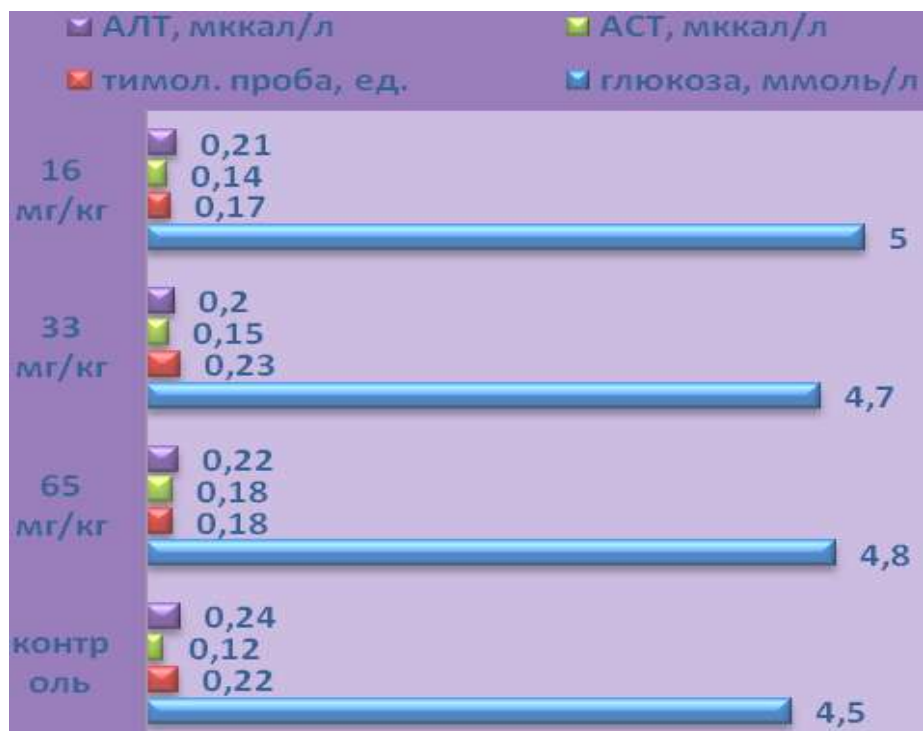 АЛТ, мккал/л
АСТ, мккал/л
тимол. проба, ед.
глюкоза, ммоль/л
16
мг/кг
0,21
0,14
0,17
5
33
мг/кг
0,2
0,15
0,23
4,7
65
мг/кг
0,22
0,18
0,18
4,8
контр
оль
0,24
0,12
0,22
4,5